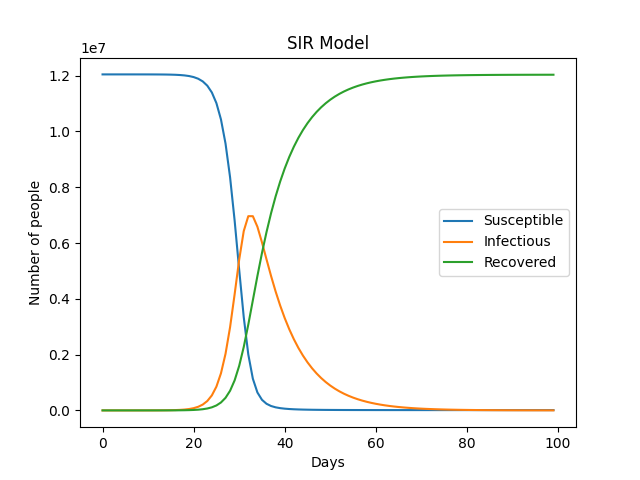 SIR Model
1e7
Number of people
1.2
1.0
0.8
0.6
0.4
0.2
0.0
Susceptible
Infectious
Recovered
0 20 40 60 80 100
Days